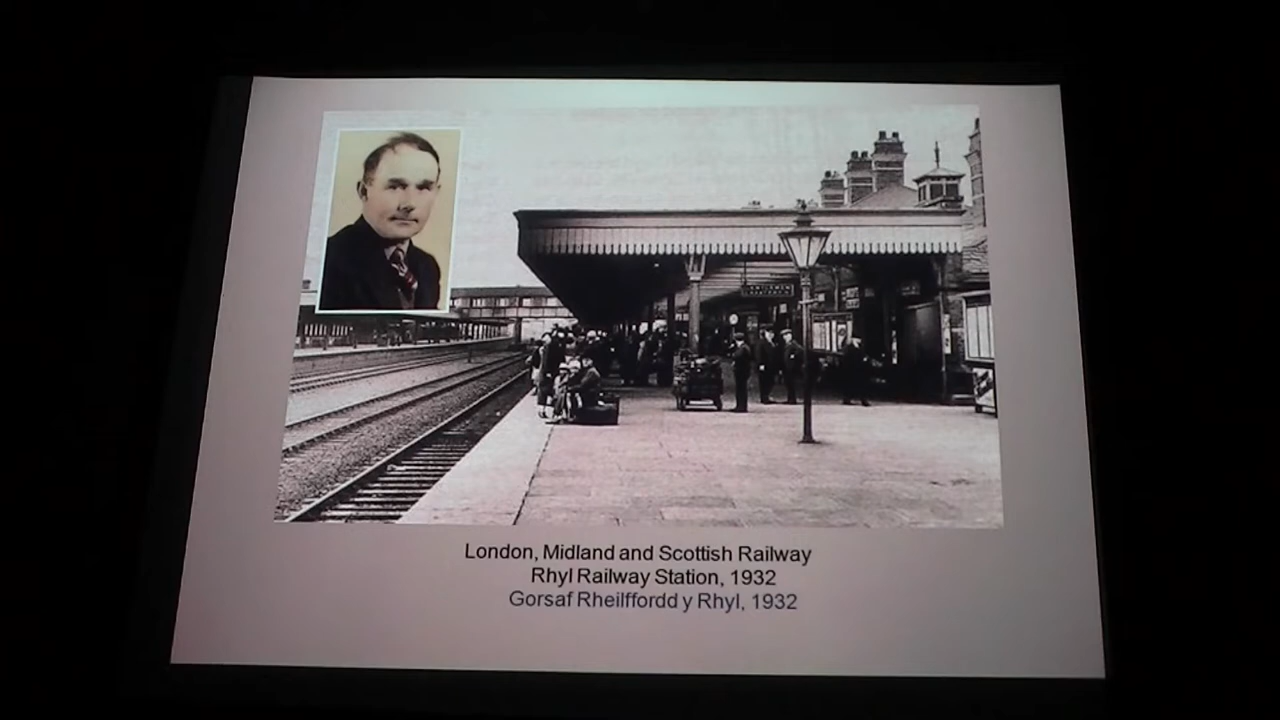 London, Midland and Scottish Railway
Rhyl Railway Station, 1932
Gorsaf Rheilffordd y Rhyl, 1932